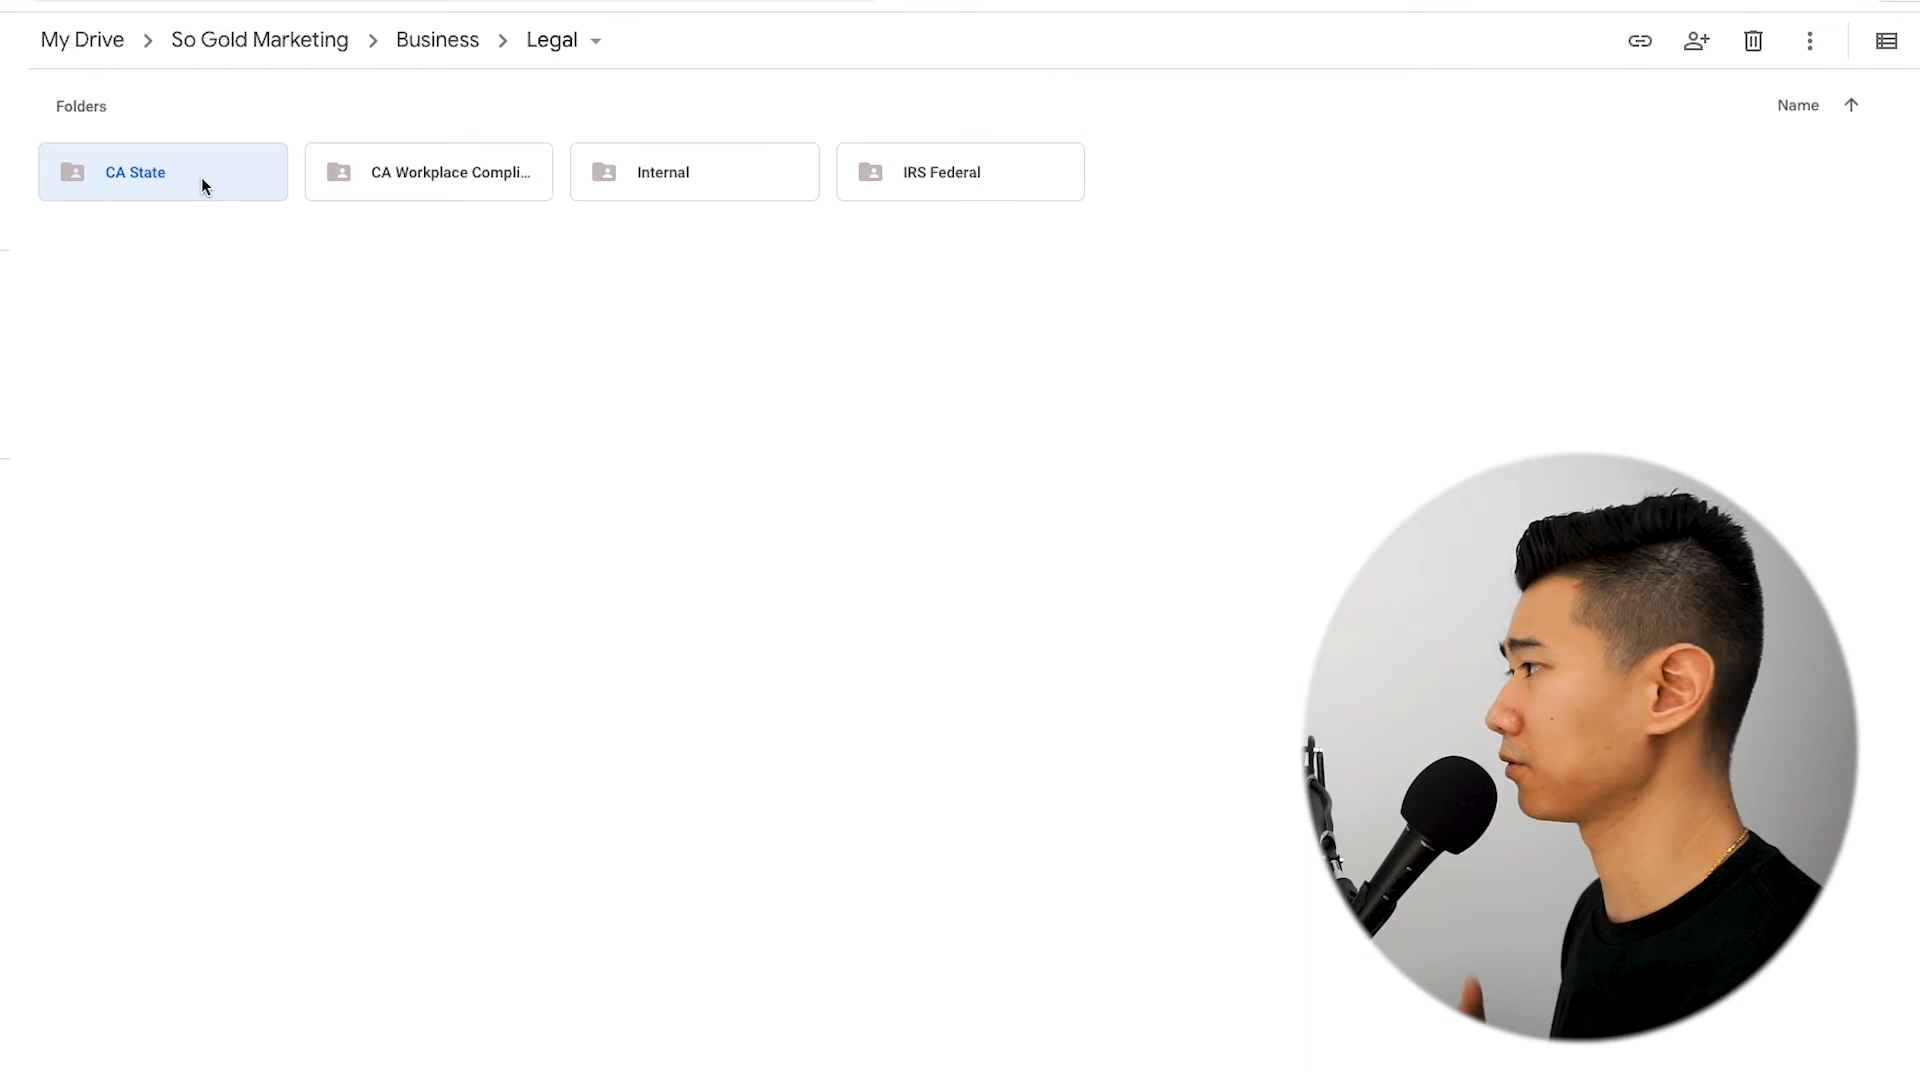 My Drive > So Gold Marketing > Business > Legal
Folders
Name
CA State
CA Workplace Compli...
Internal
IRS Federal